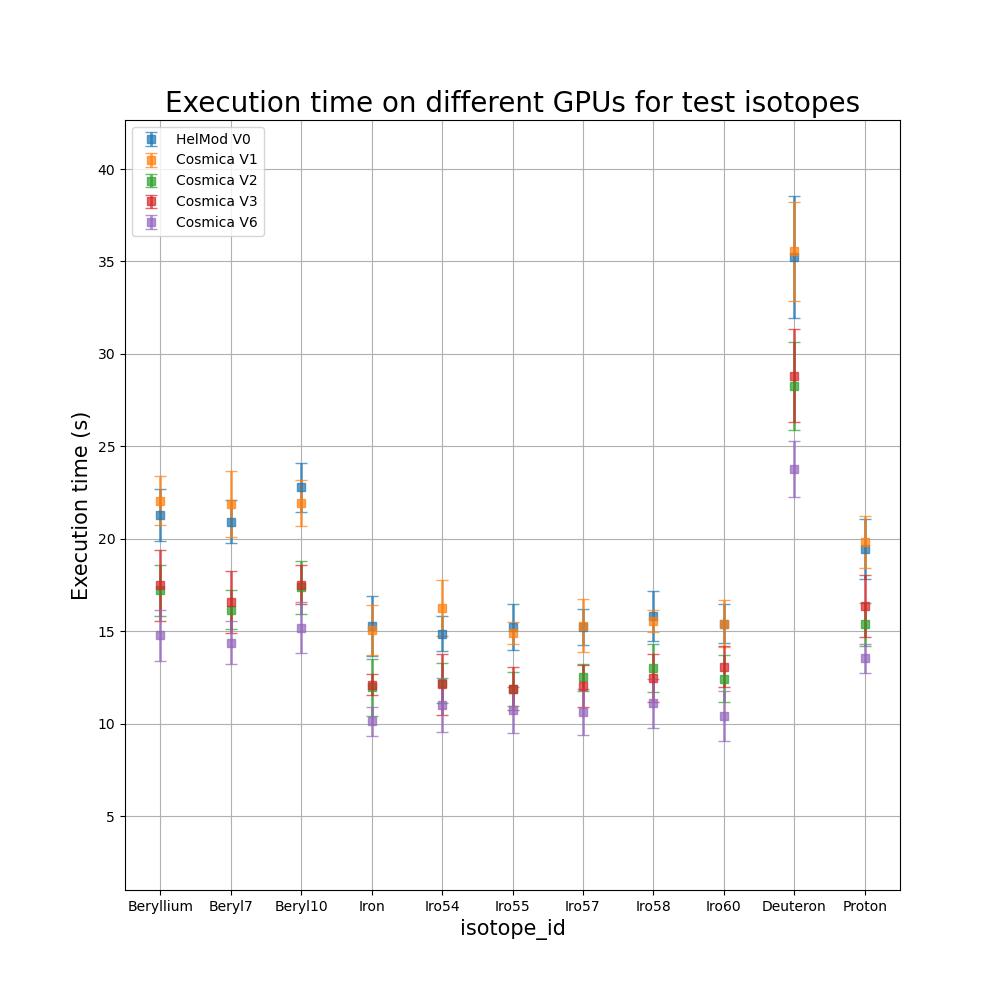 Execution time on different GPUs for test isotopes
HelMod V0
Cosmica V1
Cosmica V2
Cosmica V3
Cosmica V6
40
35
30
25
20
15
10
5
Execution time (s)
Beryllium Beryl7 Beryl10 Iron Iro54 Iro55 Iro57 Iro58 Iro60 Deuteron Proton
isotope_id